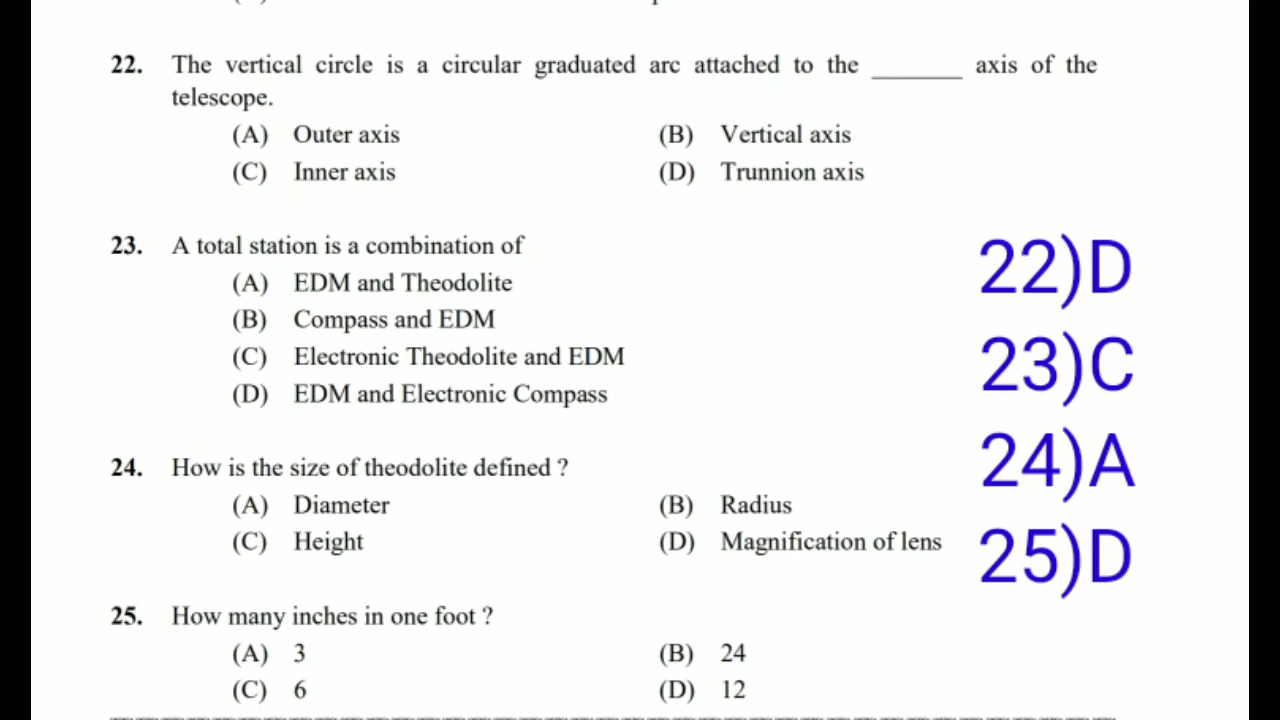 22. The vertical circle is a circular graduated arc attached to the _______ axis of the
telescope.
(A) Outer axis (B) Vertical axis
(C) Inner axis (D) Trunnion axis
23. A total station is a combination of
(A) EDM and Theodolite
(B) Compass and EDM
(C) Electronic Theodolite and EDM
(D) EDM and Electronic Compass
24. How is the size of theodolite defined ?
(A) Diameter (B) Radius
(C) Height (D) Magnification of lens
25. How many inches in one foot ?
(A) 3 (B) 24
(C) 6 (D) 12
22)D
23)C
24)A
25)D